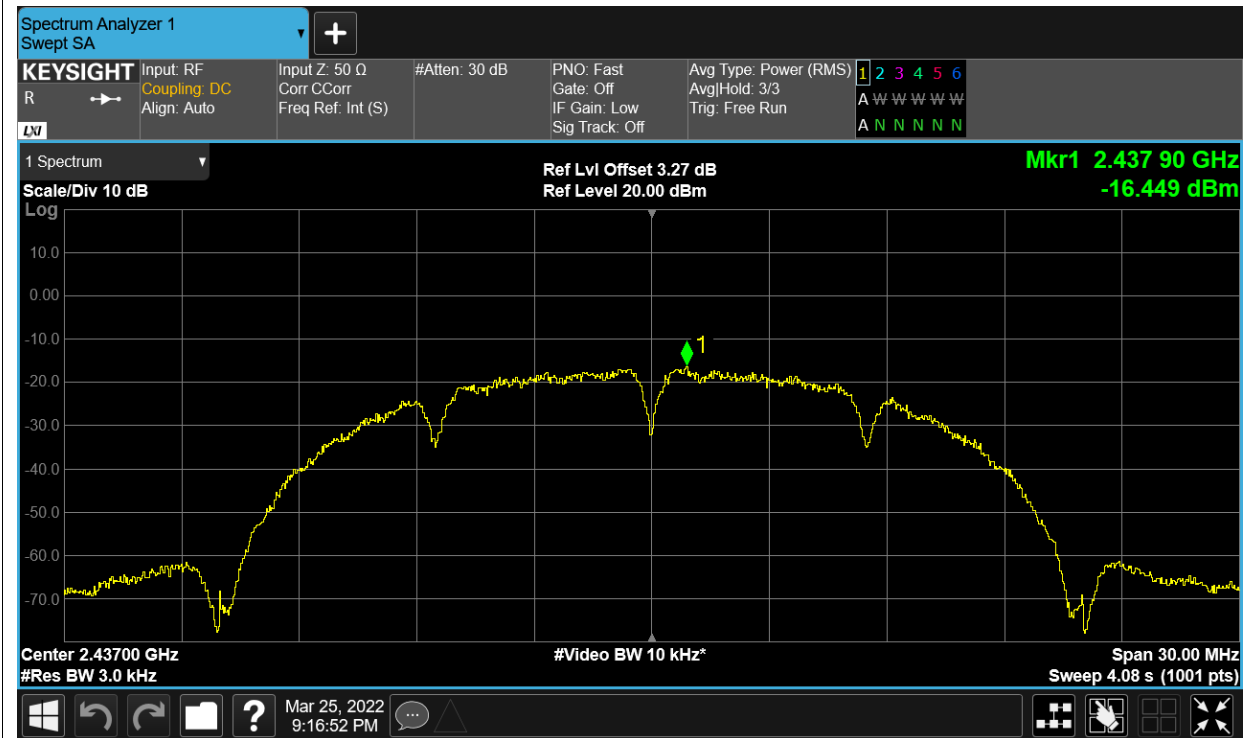 Spectrum Analyzer 1
Swept SA
KEYSIGHT
R
LXI
Input: RF
Coupling: DC
Align: Auto
Input Z: 50 Ω
Corr CCorr
Freq Ref: Int (S)
#Atten: 30 dB
PNO: Fast
Gate: Off
IF Gain: Low
Sig Track: Off
Avg Type: Power (RMS)
Avg|Hold: 3/3
Trig: Free Run
1 2 3 4 5 6
A W W W W W
A N N N N N
1 Spectrum
Scale/Div 10 dB
Log
Ref Lvl Offset 3.27 dB
Ref Level 20.00 dBm
Mkr1 2.437 90 GHz
-16.449 dBm
10.0
0.00
-10.0
-20.0
-30.0
-40.0
-50.0
-60.0
-70.0
1
Center 2.43700 GHz
#Res BW 3.0 kHz
#Video BW 10 kHz*
Span 30.00 MHz
Sweep 4.08 s (1001 pts)
?
Mar 25, 2022
9:16:52 PM